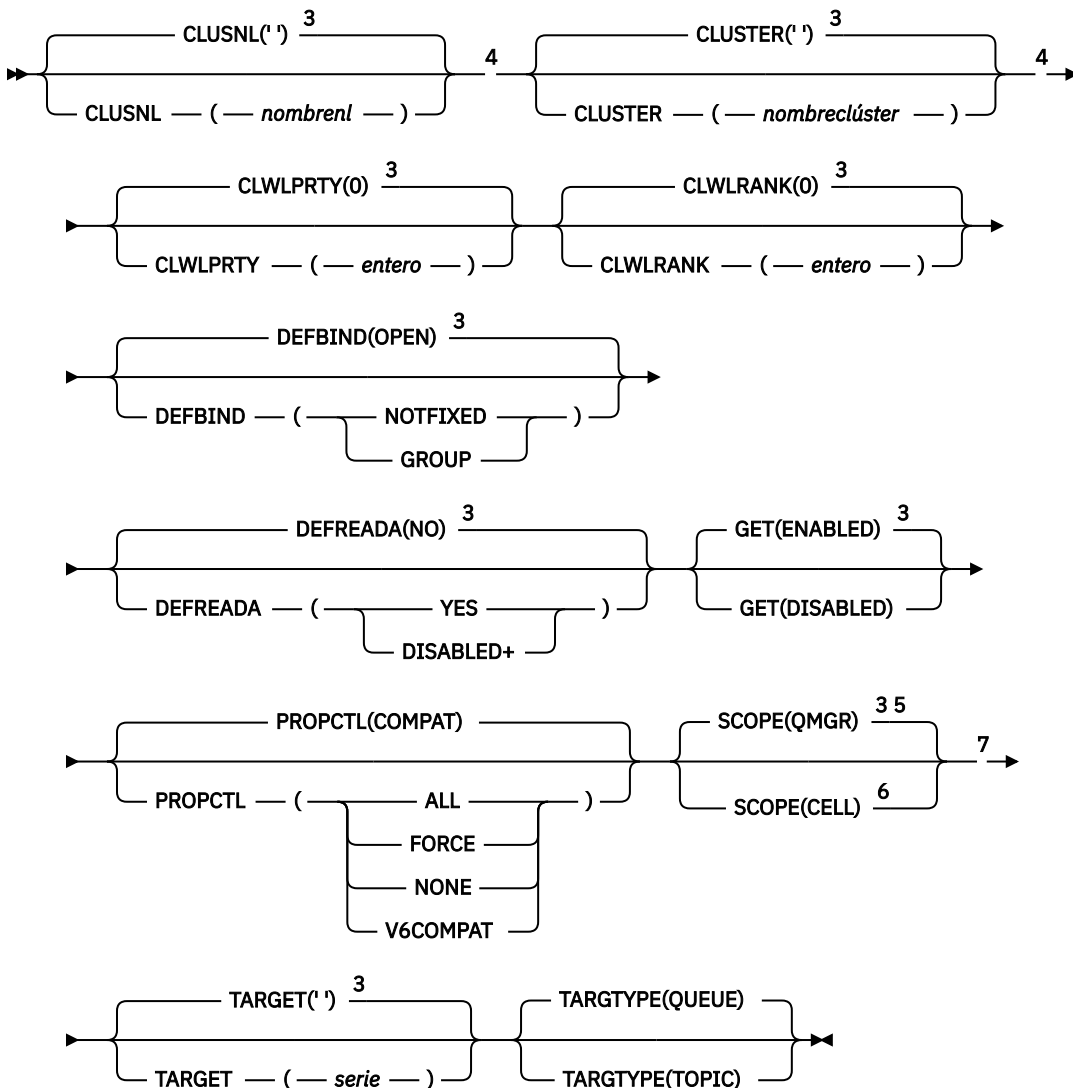 CLUSNL(' ') 3 CLUSTER(' ') 3
4 4
CLUSNL ( nombrenl ) CLUSTER ( nombreclúster )
CLWLPRTY(0) 3 CLWLRANK(0) 3
CLWLPRTY ( entero ) CLWLRANK ( entero )
DEFBIND(OPEN) 3
DEFBIND ( NOTFIXED )
GROUP
DEFREADA(NO) 3 GET(ENABLED) 3
DEFREADA ( YES ) GET(DISABLED)
DISABLED+
PROPCTL(COMPAT) SCOPE(QMGR) 3 5
7
PROPCTL ( ALL ) SCOPE(CELL) 6
FORCE
NONE
V6COMPAT
TARGET(' ') 3 TARGTYPE(QUEUE)
TARGET ( serie ) TARGTYPE(TOPIC)